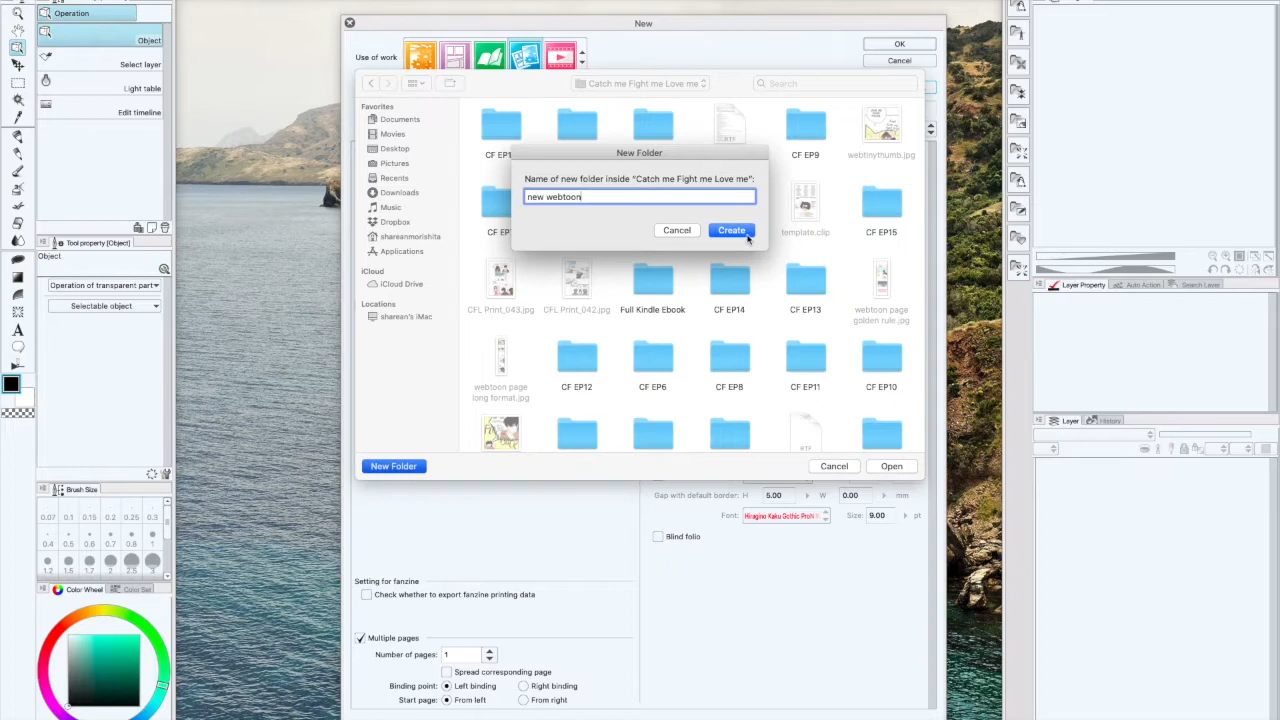 Operation
Object
Select layer
Light table
Edit timeline
Tool property [Object]
Object
Operation of transparent part
Selectable object
Brush Size
0.07 0.1 0.15 0.2 0.25 0.3
0.4 0.5 0.6 0.7 0.8 1
1.2 1.5 1.7 2 2.5 3
Color Wheel
Color Set
New
Use of work
OK
Cancel
Catch me Fight me Love me
Search
Favorites
Documents
Movies
Desktop
Pictures
Recents
Downloads
Music
Dropbox
shareanmorishita
Applications
iCloud
iCloud Drive
Locations
sharean's iMac
RTF
CF EP9
webtinythumb.jpg
New Folder
Name of new folder inside "Catch me Fight me Love me":
new webtoon
Cancel
Create
template.clip
CF EP15
CFL Print_043.jpg
CFL Print_042.jpg
Full Kindle Ebook
CF EP14
CF EP13
webtoon page
golden rule.jpg
webtoon page
long format.jpg
CF EP12
CF EP6
CF EP8
CF EP11
CF EP10
RTF
New Folder
Cancel
Open
Gap with default border: H 5.00 W 0.00 mm
Font: Hiragino Kaku Gothic ProN
Size: 9.00 pt
Blind folio
Setting for fanzine
Check whether to export fanzine printing data
Multiple pages
Number of pages: 1
Spread corresponding page
Binding point: Left binding Right binding
Start page: From left From right
Layer Property
Auto Action
Search Layer
Layer
History